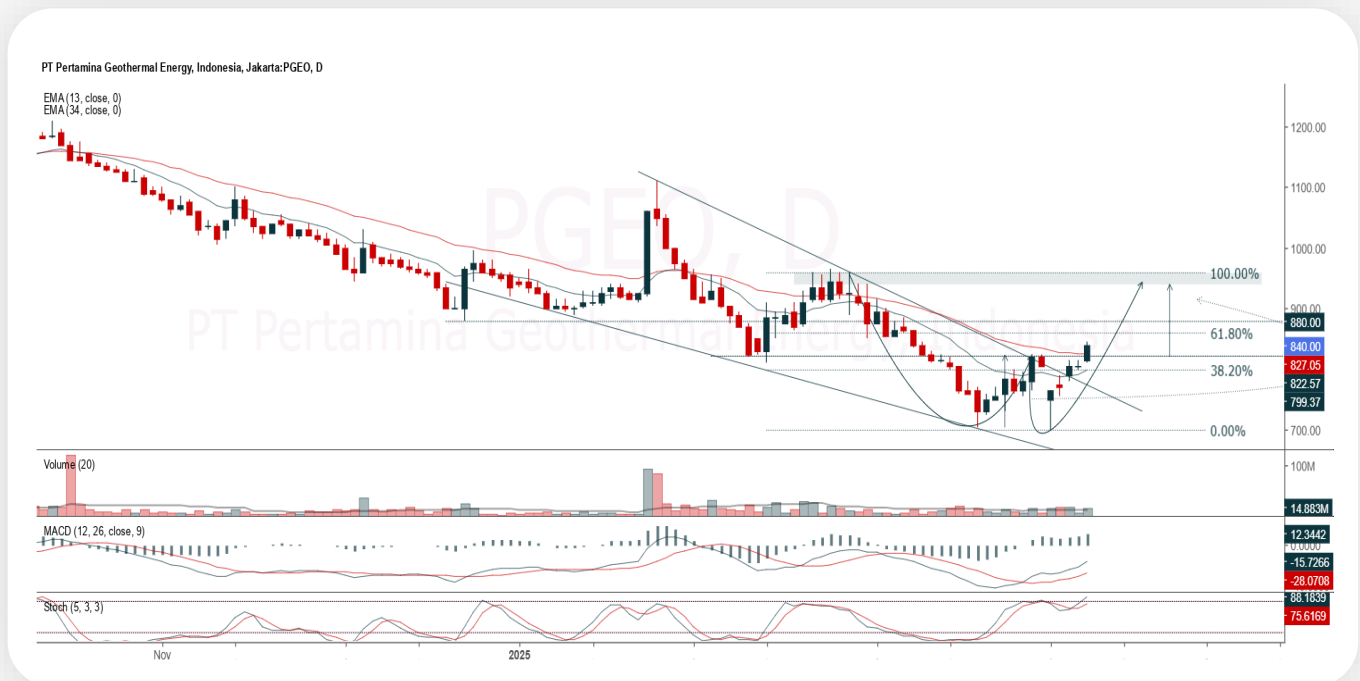 PT Pertamina Geothermal Energy, Indonesia, Jakarta:PGEO, D
EMA (13, close, 0)
EMA (34, close, 0)
PGEO, D
PT Pertamina Geothermal Energy, Indonesia
1200.00
1100.00
1000.00
100.00%
900.00
880.00
61.80%
840.00
827.05
38.20%
822.57
799.37
0.00%
700.00
Volume (20)
100M
14.883M
MACD (12, 26, close, 9)
12.3442
0.0000
-15.7266
-28.0708
Stoch (5, 3, 3)
88.1839
75.6169
Nov
2025